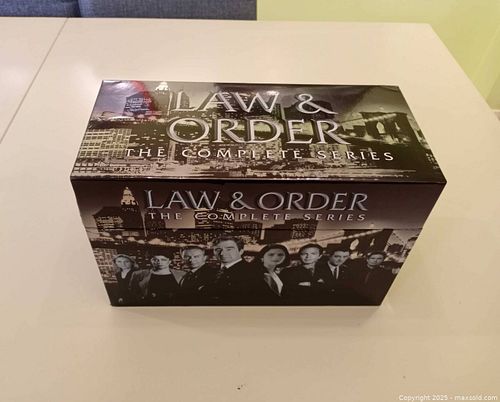 LAW &
ORDER
THE COMPLETE SERIES
LAW & ORDER
THE COMPLETE SERIES
Copyright 2025 - maxsold.com